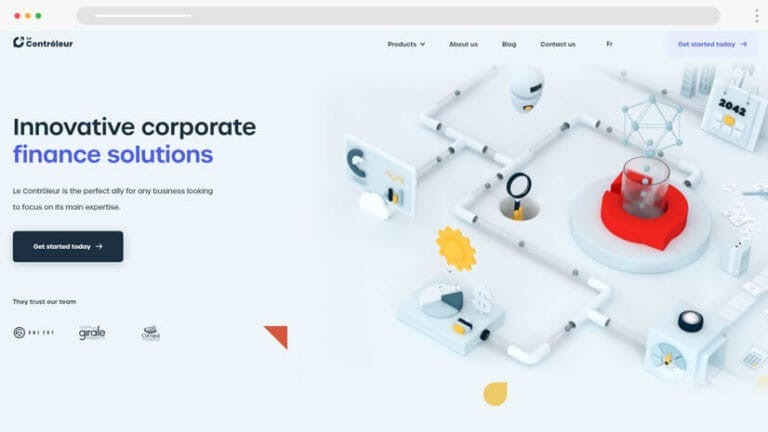 Le
Contrôleur
Products
About us
Blog
Contact us
Fr
Get started today
Innovative corporate
finance solutions
Le Contrôleur is the perfect ally for any business looking
to focus on its main expertise.
Get started today
They trust our team
girafe
2042